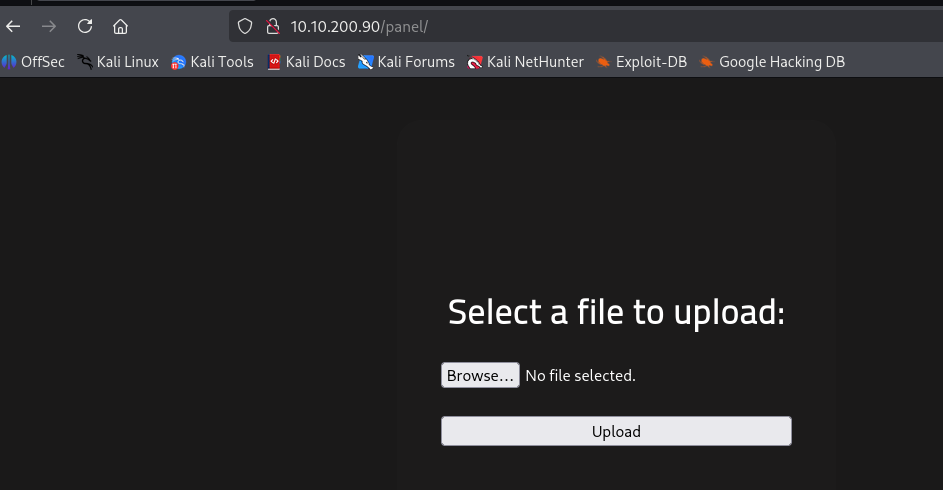 10.10.200.90/panel/
OffSec Kali Linux Kali Tools Kali Docs Kali Forums Kali NetHunter Exploit-DB Google Hacking DB
Select a file to upload:
Browse... No file selected.
Upload